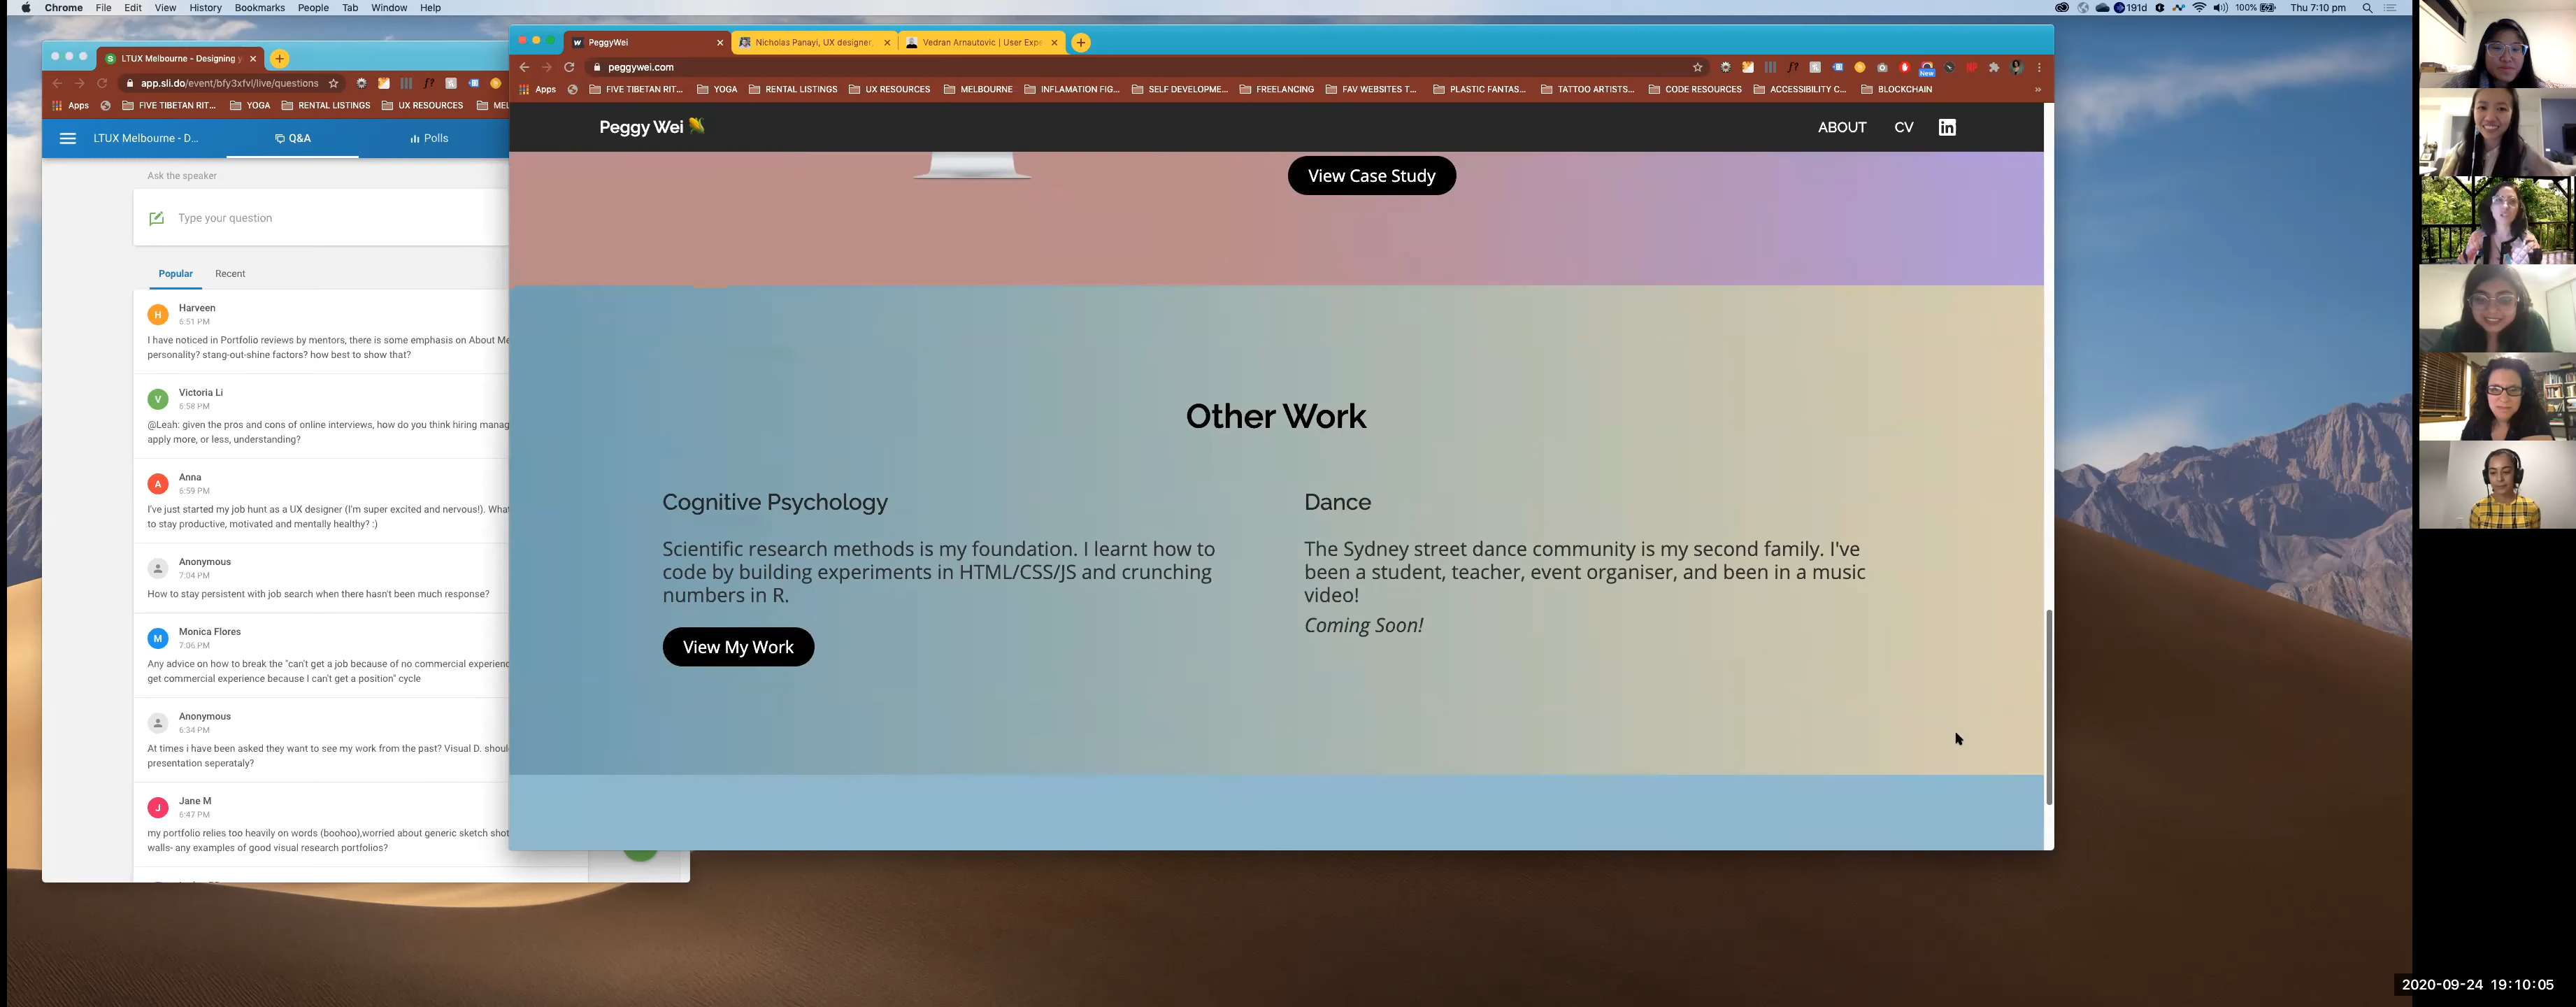 Chrome File Edit View History Bookmarks People Tab Window Help
191d 100% Thu 7:10 pm
LTUX Melbourne - Designing y
app.sli.do/event/bfy3xfvl/live/questions
Apps FIVE TIBETAN RIT... YOGA RENTAL LISTINGS UX RESOURCES MEL
LTUX Melbourne - D... Q&A Polls
Ask the speaker
Type your question
Popular Recent
H Harveen
6:51 PM
I have noticed in Portfolio reviews by mentors, there is some emphasis on About Me
personality? stang-out-shine factors? how best to show that?
V Victoria Li
6:58 PM
@Leah: given the pros and cons of online interviews, how do you think hiring manag
apply more, or less, understanding?
A Anna
6:59 PM
I've just started my job hunt as a UX designer (I'm super excited and nervous!). What
to stay productive, motivated and mentally healthy? :)
Anonymous
7:04 PM
How to stay persistent with job search when there hasn't been much response?
M Monica Flores
7:06 PM
Any advice on how to break the "can't get a job because of no commercial experienc
get commercial experience because I can't get a position" cycle
Anonymous
6:34 PM
At times i have been asked they want to see my work from the past? Visual D. shoul
presentation seperataly?
J Jane M
6:47 PM
my portfolio relies too heavily on words (boohoo),worried about generic sketch shot
walls- any examples of good visual research portfolios?
PeggyWei Nicholas Panayi, UX designer, Vedran Arnautovic | User Expe
peggywei.com
New
Apps FIVE TIBETAN RIT... YOGA RENTAL LISTINGS UX RESOURCES MELBOURNE INFLAMATION FIG... SELF DEVELOPME... FREELANCING FAV WEBSITES T... PLASTIC FANTAS... TATTOO ARTISTS... CODE RESOURCES ACCESSIBILITY C... BLOCKCHAIN »
Peggy Wei ABOUT CV in
View Case Study
Other Work
Cognitive Psychology
Scientific research methods is my foundation. I learnt how to
code by building experiments in HTML/CSS/JS and crunching
numbers in R.
View My Work
Dance
The Sydney street dance community is my second family. I've
been a student, teacher, event organiser, and been in a music
video!
Coming Soon!
2020-09-24 19:10:05